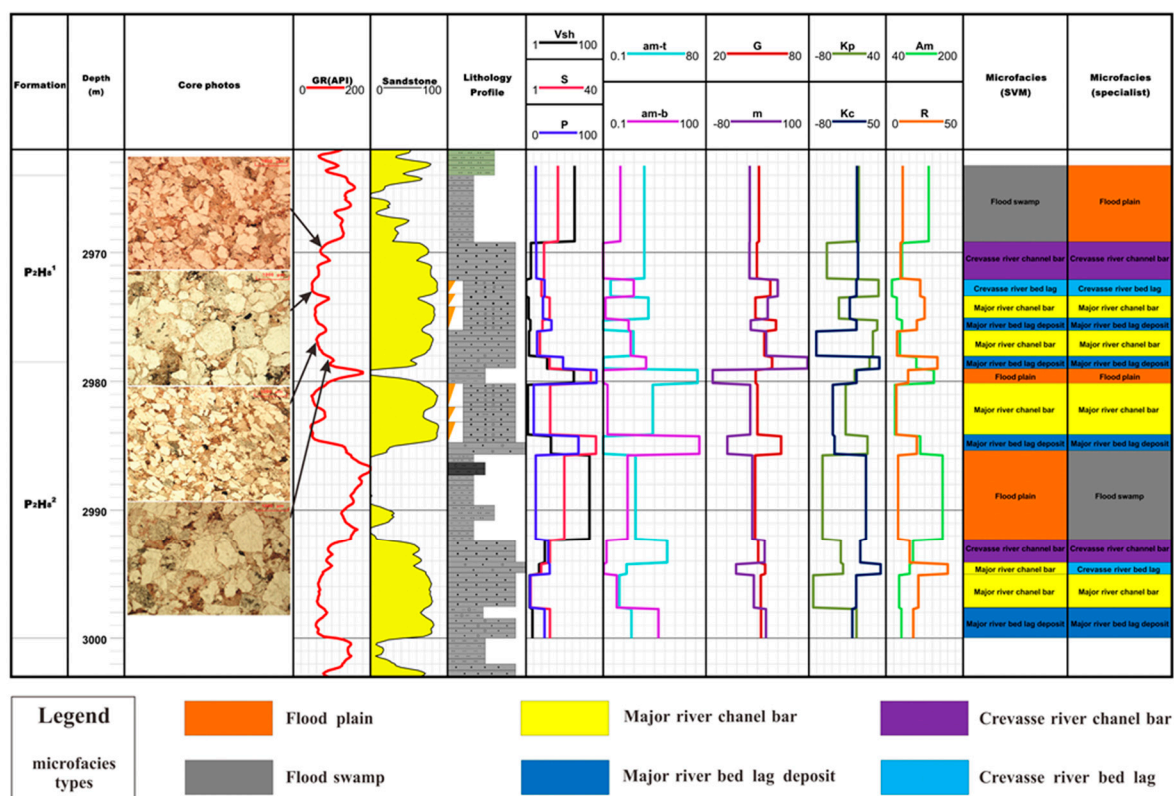 Formation
Depth
(m)
Core photos
GR(API)
0 200
Sandstone
0 100
Lithology
Profile
Vsh
1 100
S
1 40
P
0 100
am-t
0.1 80
am-b
0.1 100
G
20 80
m
-80 100
Kp
-80 40
Kc
-80 50
Am
40 200
R
0 50
Microfacies
(SVM)
Microfacies
(specialist)
P₂H₈¹
P₂H₈²
2970
2980
2990
3000
Flood swamp
Crevasse river channel bar
Crevasse river bed lag
Major river chanel bar
Major river bed lag deposit
Major river chanel bar
Major river bed lag deposit
Flood plain
Major river chanel bar
Major river bed lag deposit
Flood plain
Crevasse river chanel bar
Major river chanel bar
Major river chanel bar
Major river bed lag deposit
Flood plain
Crevasse river chanel bar
Crevasse river bed lag
Major river chanel bar
Major river bed lag deposit
Major river chanel bar
Major river bed lag deposit
Flood plain
Major river chanel bar
Major river bed lag deposit
Flood swamp
Crevasse river chanel bar
Crevasse river bed lag
Major river chanel bar
Major river bed lag deposit
Legend
microfacies
types
Flood plain
Major river chanel bar
Crevasse river chanel bar
Flood swamp
Major river bed lag deposit
Crevasse river bed lag